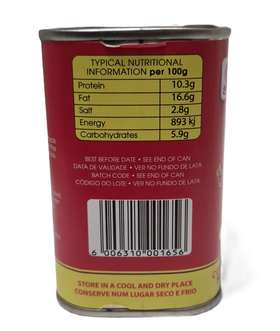 TYPICAL NUTRITIONAL
INFORMATION per 100g
Protein 10.3g
Fat 16.6g
Salt 2.8g
Energy 893 kj
Carbohydrates 5.9g
BEST BEFORE DATE • SEE END OF CAN
DATA DE VALIDADE • VER NO FUNDO DE LATA
BATCH CODE • SEE END OF CAN
CÓDIGO DO LOTE • VER NO FUNDO DE LATA
6 006310 001656
STORE IN A COOL AND DRY PLACE
CONSERVE NUM LUGAR SECO E FRIO